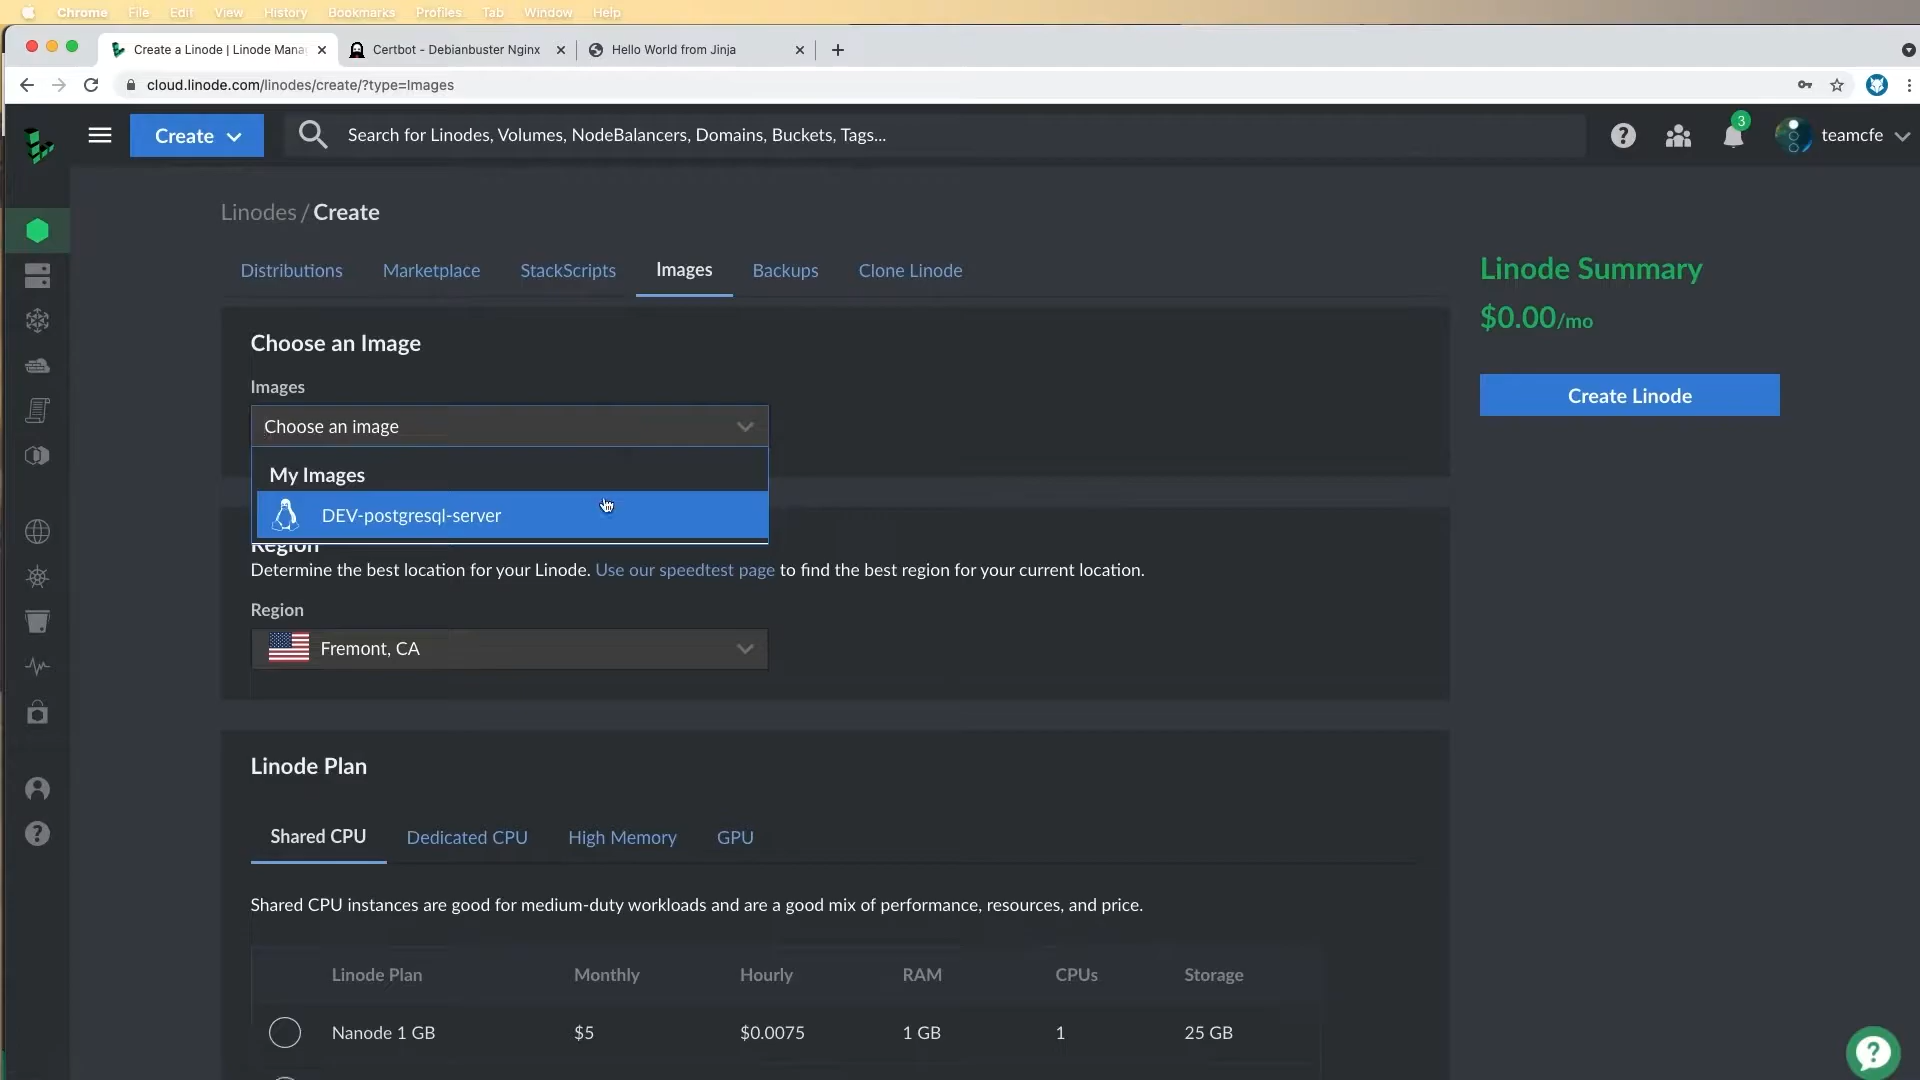 Chrome File Edit View History Bookmarks Profiles Tab Window Help
Create a Linode | Linode Mana
Certbot - Debianbuster Nginx
Hello World from Jinja
cloud.linode.com/linodes/create/?type=Images
Create
Search for Linodes, Volumes, NodeBalancers, Domains, Buckets, Tags...
3
teamcfe
Linodes / Create
Distributions Marketplace StackScripts Images Backups Clone Linode
Linode Summary
$0.00/mo
Create Linode
Choose an Image
Images
Choose an image
My Images
DEV-postgresql-server
Region
Determine the best location for your Linode. Use our speedtest page to find the best region for your current location.
Region
Fremont, CA
Linode Plan
Shared CPU Dedicated CPU High Memory GPU
Shared CPU instances are good for medium-duty workloads and are a good mix of performance, resources, and price.
Linode Plan Monthly Hourly RAM CPUs Storage
Nanode 1 GB $5 $0.0075 1 GB 1 25 GB